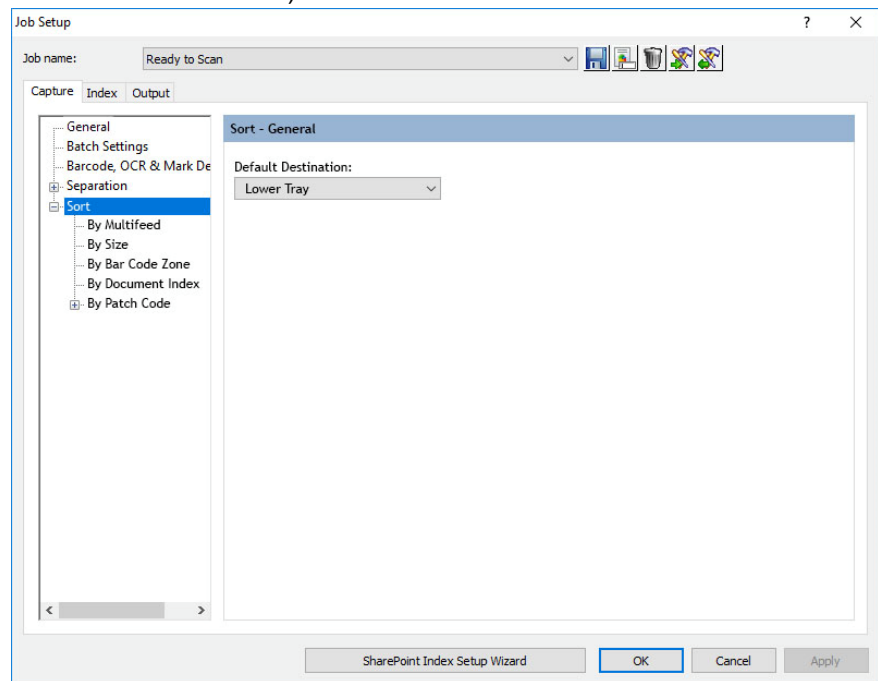 Job Setup ? ×
Job name: Ready to Scan
Capture Index Output
General
Batch Settings
Barcode, OCR & Mark De
Separation
Sort
By Multifeed
By Size
By Bar Code Zone
By Document Index
By Patch Code
Sort - General
Default Destination:
Lower Tray
SharePoint Index Setup Wizard OK Cancel Apply